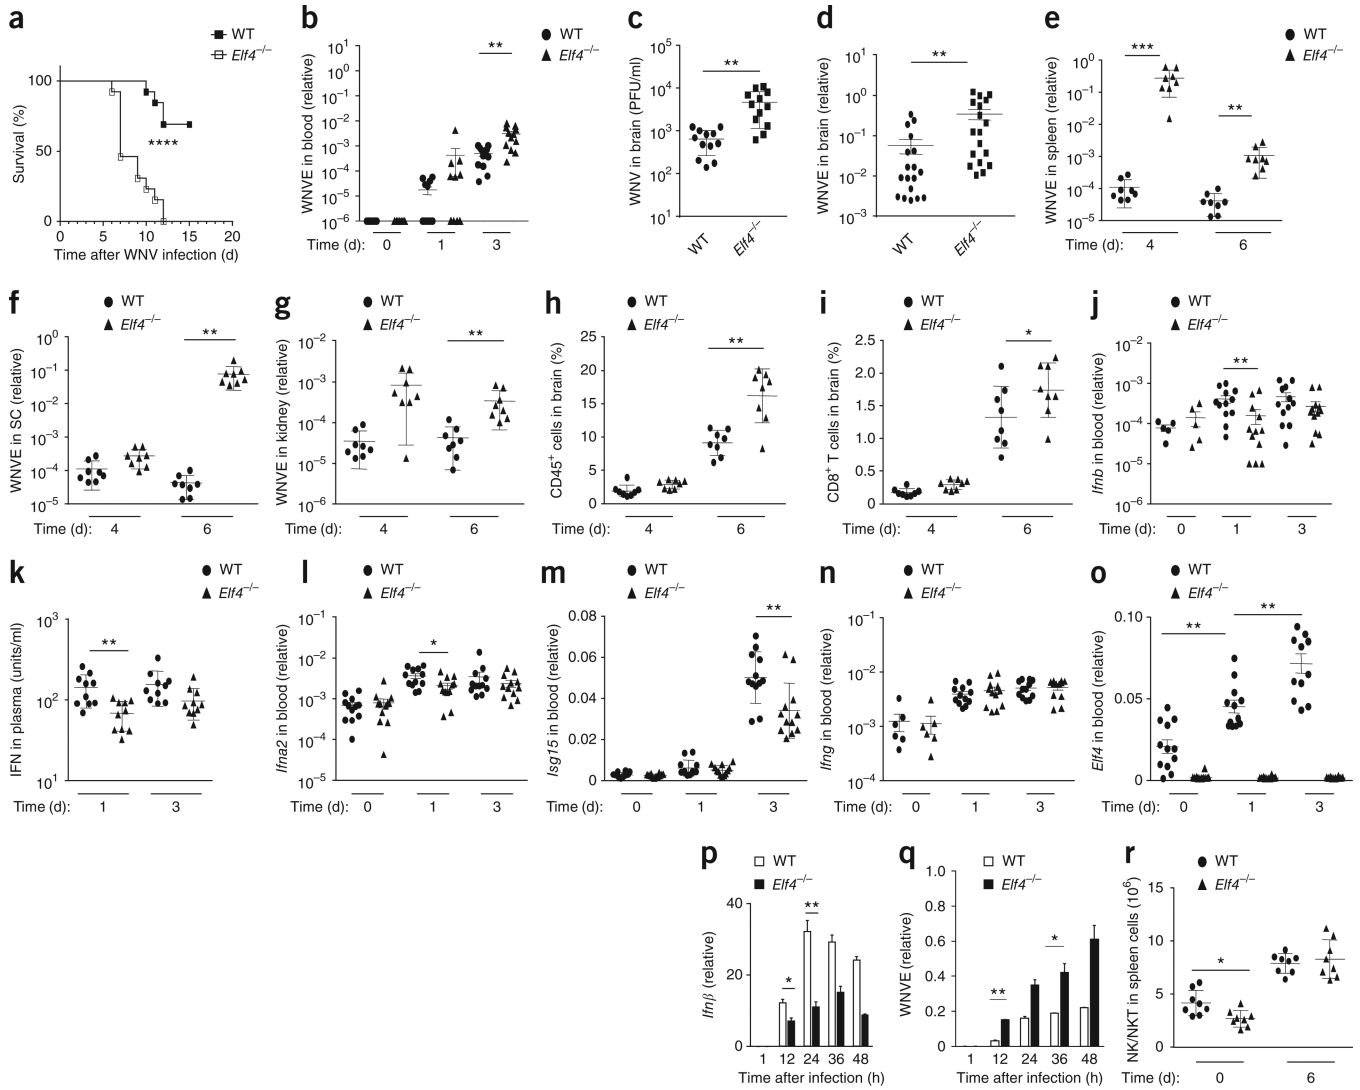 a
WT
Elf4–/–
Survival (%)
100
50
0
****
0 5 10 15 20
Time after WNV infection (d)
b
WT
Elf4–/–
WNVE in blood (relative)
10^1
10^0
10^–1
10^–2
10^–3
10^–4
10^–5
10^–6
**
Time (d): 0 1 3
c
WNV in brain (PFU/ml)
10^5
10^4
10^3
10^2
10^1
**
WT Elf4–/–
d
WNVE in brain (relative)
10^1
10^0
10^–1
10^–2
10^–3
**
WT Elf4–/–
e
WT
Elf4–/–
WNVE in spleen (relative)
10^0
10^–1
10^–2
10^–3
10^–4
10^–5
*** **
Time (d): 4 6
f
WT
Elf4–/–
WNVE in SC (relative)
10^0
10^–1
10^–2
10^–3
10^–4
10^–5
**
Time (d): 4 6
g
WT
Elf4–/–
WNVE in kidney (relative)
10^–2
10^–3
10^–4
10^–5
10^–6
**
Time (d): 4 6
h
WT
Elf4–/–
CD45+ cells in brain (%)
25
20
15
10
5
0
**
Time (d): 4 6
i
WT
Elf4–/–
CD8+ T cells in brain (%)
2.5
2.0
1.5
1.0
0.5
0
*
Time (d): 4 6
j
WT
Elf4–/–
Ifnb in blood (relative)
10^–2
10^–3
10^–4
10^–5
10^–6
**
Time (d): 0 1 3
k
WT
Elf4–/–
IFN in plasma (units/ml)
10^3
10^2
10^1
**
Time (d): 1 3
l
WT
Elf4–/–
Ifna2 in blood (relative)
10^–1
10^–2
10^–3
10^–4
10^–5
*
Time (d): 0 1 3
m
WT
Elf4–/–
Isg15 in blood (relative)
0.08
0.06
0.04
0.02
0
**
Time (d): 0 1 3
n
WT
Elf4–/–
Ifng in blood (relative)
10^–1
10^–2
10^–3
10^–4
Time (d): 0 1 3
o
WT
Elf4–/–
Elf4 in blood (relative)
0.10
0.05
0
** **
Time (d): 0 1 3
p
WT
Elf4–/–
Ifnβ (relative)
40
20
0
* **
1 12 24 36 48
Time after infection (h)
q
WT
Elf4–/–
WNVE (relative)
1.0
0.8
0.6
0.4
0.2
0
** *
1 12 24 36 48
Time after infection (h)
r
WT
Elf4–/–
NK/NKT in spleen cells (10^6)
15
10
5
0
*
Time (d): 0 6